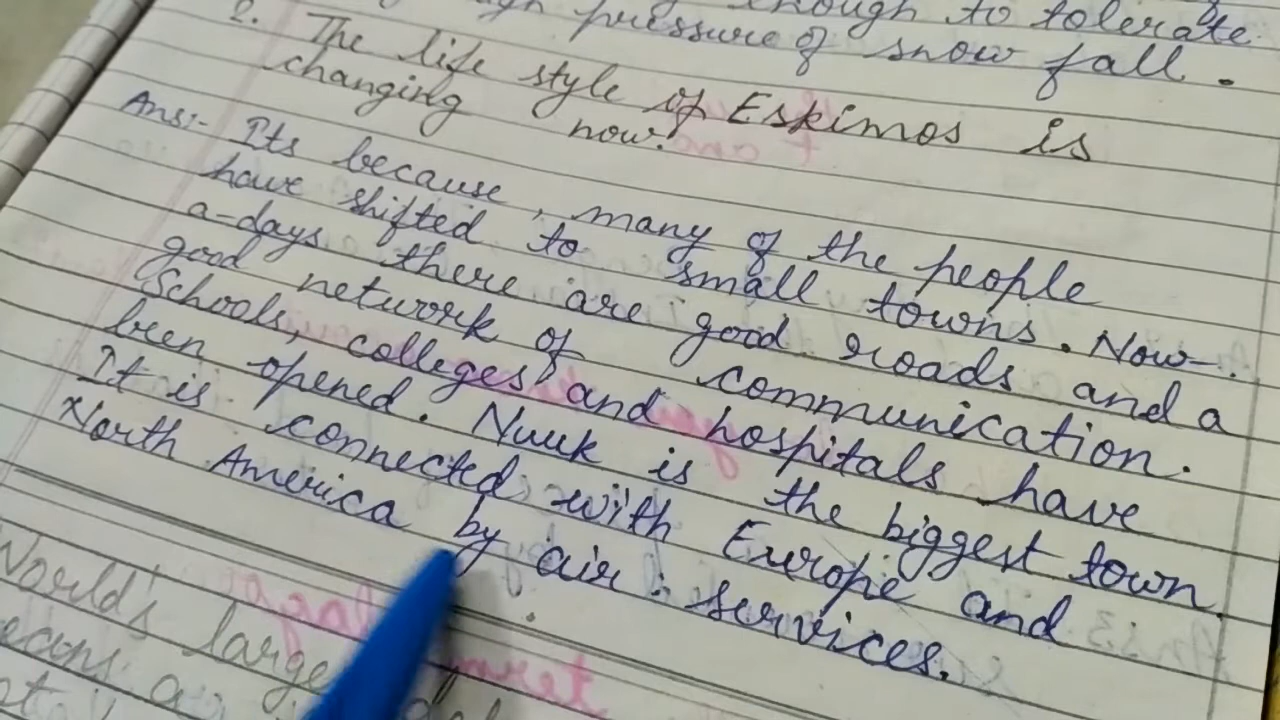 enough to tolerate
pressure of snow fall.
2. The life style of Eskimos is
changing now.
Ans:- Its because, many of the people
have shifted to small towns. Now-
a-days there are good roads and a
good network of communication.
Schools, colleges and hospitals have
been opened. Nuuk is the biggest town.
It is connected with Europe and
North America by air services.
World's large